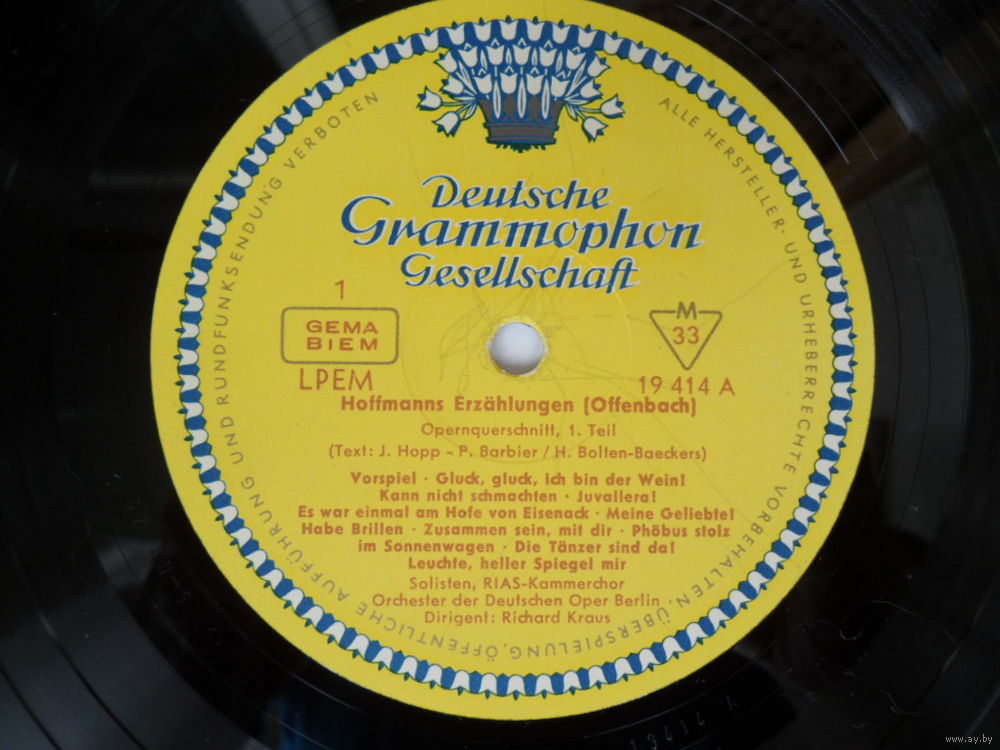 Deutsche
Grammophon
Gesellschaft
1
GEMA
BIEM
LPEM
M
33
19 414 A
Hoffmanns Erzählungen (Offenbach)
Opernquerschnitt, 1. Teil
(Text: J. Hopp - P. Barbier / H. Bolten-Baeckers)
Vorspiel · Gluck, gluck, ich bin der Wein!
Kann nicht schmachten · Juvallera!
Es war einmal am Hofe von Eisenack · Meine Geliebte!
Habe Brillen · Zusammen sein, mit dir · Phöbus stolz
im Sonnenwagen · Die Tänzer sind da!
Leuchte, heller Spiegel mir
Solisten, RIAS-Kammerchor
Orchester der Deutschen Oper Berlin
Dirigent: Richard Kraus
ALLE HERSTELLER- UND URHEBERRECHTE VORBEHALTEN, ÜBERSPIELUNG, ÖFFENTLICHE AUFFÜHRUNG UND RUNDFUNKSENDUNG VERBOTEN
www.ay.by